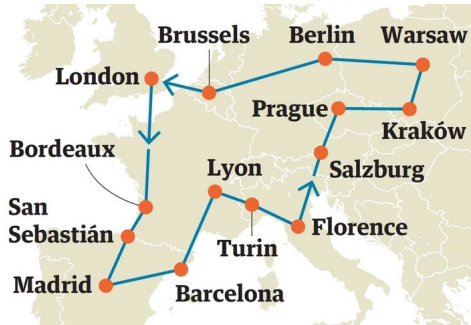 Brussels
Berlin
Warsaw
London
Prague
Kraków
Bordeaux
Lyon
Salzburg
San
Sebastián
Turin
Florence
Madrid
Barcelona